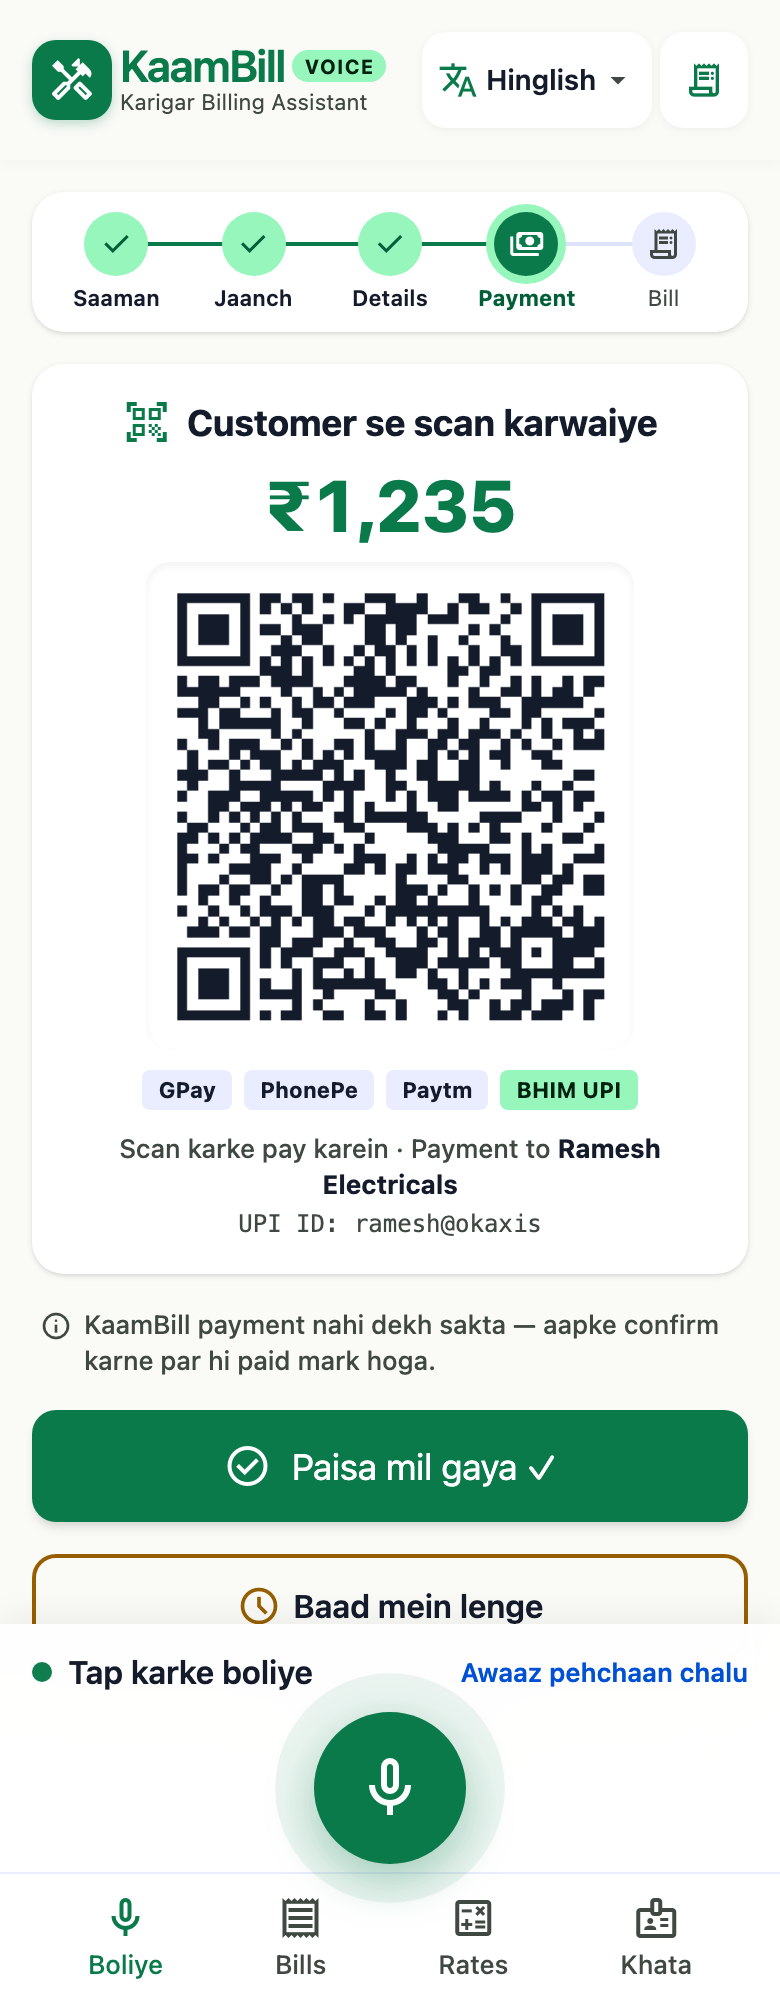 KaamBill VOICE
Karigar Billing Assistant
Hinglish
Saaman
Jaanch
Details
Payment
Bill
Customer se scan karwaiye
₹1,235
GPay
PhonePe
Paytm
BHIM UPI
Scan karke pay karein · Payment to Ramesh
Electricals
UPI ID: ramesh@okaxis
KaamBill payment nahi dekh sakta — aapke confirm
karne par hi paid mark hoga.
Paisa mil gaya ✓
Baad mein lenge
Tap karke boliye
Awaaz pehchaan chalu
Boliye
Bills
Rates
Khata